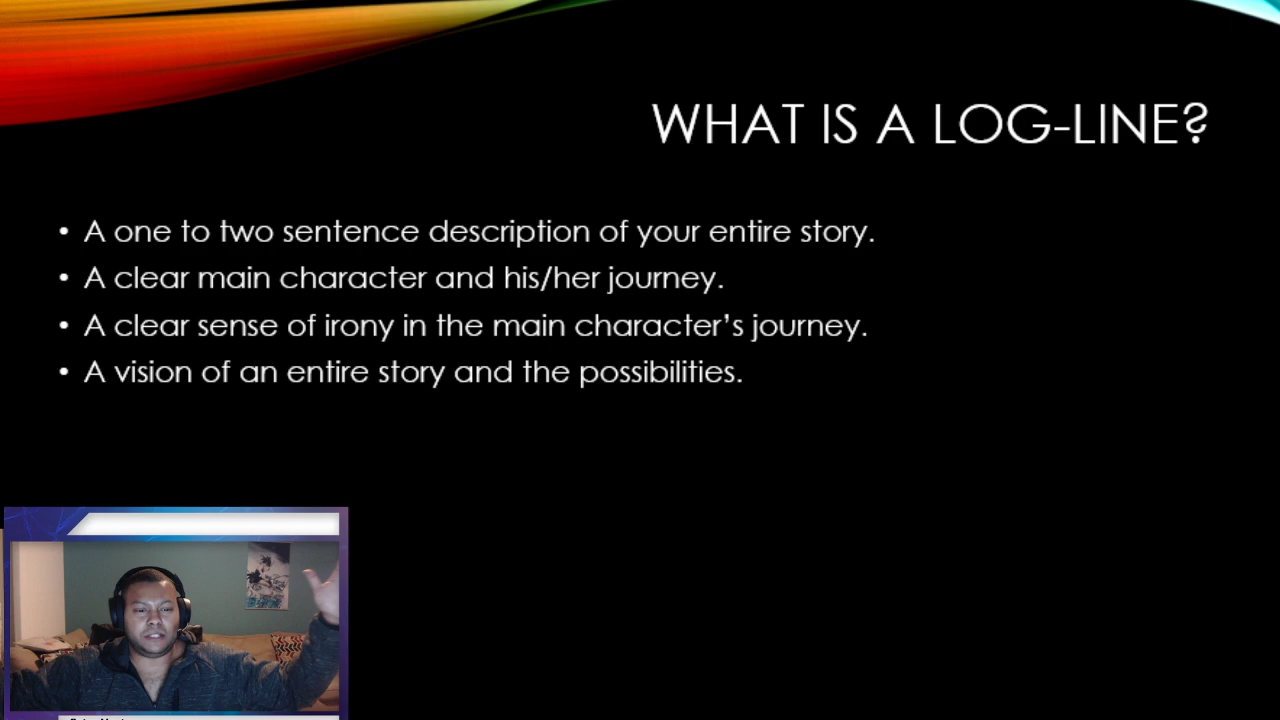 WHAT IS A LOG-LINE?
• A one to two sentence description of your entire story.
• A clear main character and his/her journey.
• A clear sense of irony in the main character’s journey.
• A vision of an entire story and the possibilities.